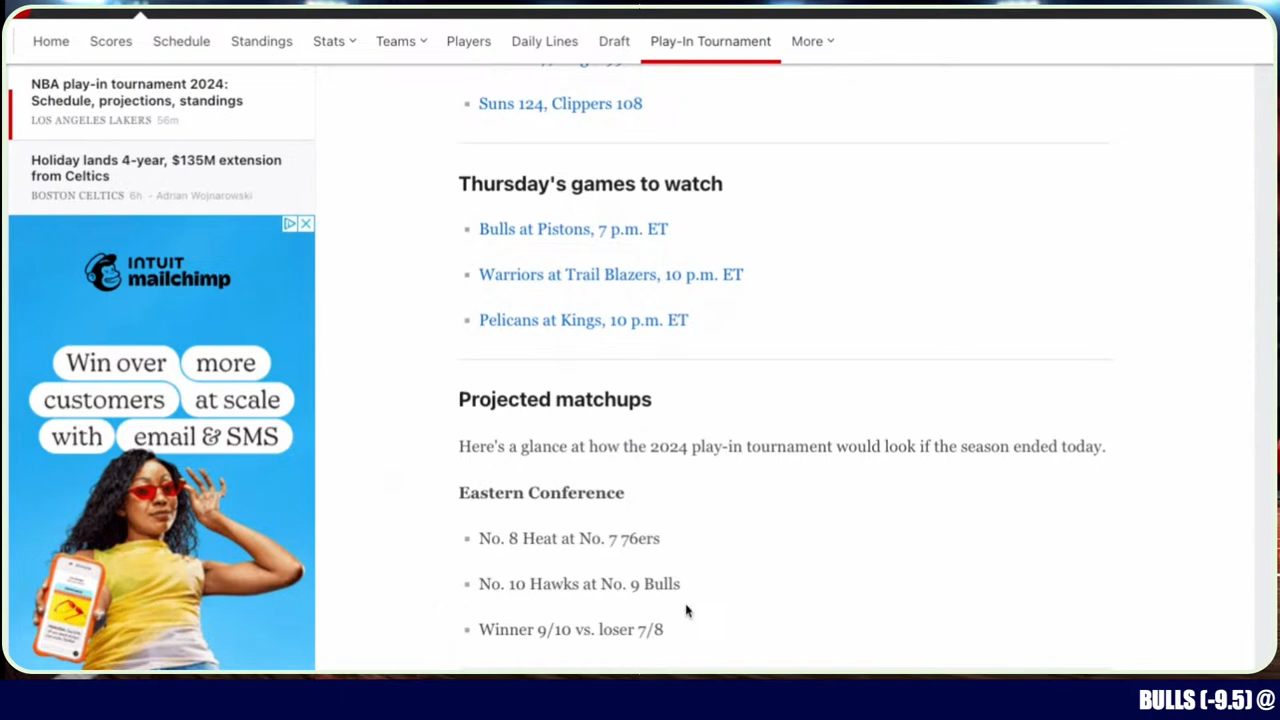 Home Scores Schedule Standings Stats Teams Players Daily Lines Draft Play-In Tournament More
NBA play-in tournament 2024:
Schedule, projections, standings
LOS ANGELES LAKERS 56m
Holiday lands 4-year, $135M extension
from Celtics
BOSTON CELTICS 6h - Adrian Wojnarowski
INTUIT
mailchimp
Win over more
customers at scale
with email & SMS
Suns 124, Clippers 108
Thursday's games to watch
Bulls at Pistons, 7 p.m. ET
Warriors at Trail Blazers, 10 p.m. ET
Pelicans at Kings, 10 p.m. ET
Projected matchups
Here's a glance at how the 2024 play-in tournament would look if the season ended today.
Eastern Conference
No. 8 Heat at No. 7 76ers
No. 10 Hawks at No. 9 Bulls
Winner 9/10 vs. loser 7/8
BULLS (-9.5) @